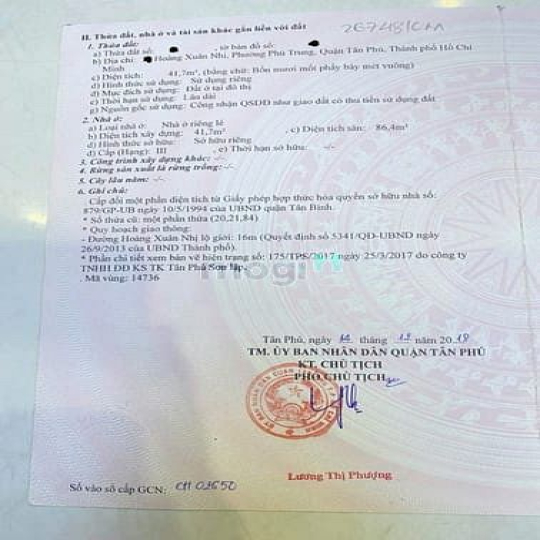 II. Thửa đất, nhà ở và tài sản khác gắn liền với đất
1. Thửa đất:
a) Thửa đất số: , tờ bản đồ số:
b) Địa chỉ: Hoàng Xuân Nhị, Phường Phú Trung, Quận Tân Phú, Thành phố Hồ Chí
Minh
c) Diện tích: 41,7m², (bằng chữ: Bốn mươi mốt phẩy bảy mét vuông)
d) Hình thức sử dụng: Sử dụng riêng
đ) Mục đích sử dụng: Đất ở tại đô thị
e) Thời hạn sử dụng: Lâu dài
g) Nguồn gốc sử dụng: Công nhận QSDĐ như giao đất có thu tiền sử dụng đất
2. Nhà ở:
a) Loại nhà ở: Nhà ở riêng lẻ
b) Diện tích xây dựng: 41,7m² , c) Diện tích sàn: 86,4m²
d) Hình thức sở hữu: Sở hữu riêng
đ) Cấp (Hạng): III , e) Thời hạn sở hữu: -/-
3. Công trình xây dựng khác: -/-
4. Rừng sản xuất là rừng trồng: -/-
5. Cây lâu năm: -/-
6. Ghi chú:
Cấp đổi một phần diện tích từ Giấy phép hợp thức hóa quyền sở hữu nhà số:
879/GP-UB ngày 10/5/1994 của UBND quận Tân Bình.
* Số thửa cũ: một phần thửa (20,21,84)
* Quy hoạch giao thông:
- Đường Hoàng Xuân Nhị lộ giới: 16m (Quyết định số 5341/QĐ-UBND ngày
26/9/2013 của UBND Thành phố).
* Phần chi tiết xem bản vẽ hiện trạng số: 175/TPS/2017 ngày 25/3/2017 do công ty
TNHH ĐĐ KS TK Tân Phú Sơn lập.
. Mã vùng: 14736
mogi
Tân Phú, ngày tháng 12 năm 2018
TM. ỦY BAN NHÂN DÂN QUẬN TÂN PHÚ
KT. CHỦ TỊCH
PHÓ CHỦ TỊCH
Lương Thị Phượng
Số vào sổ cấp GCN: CH 02650